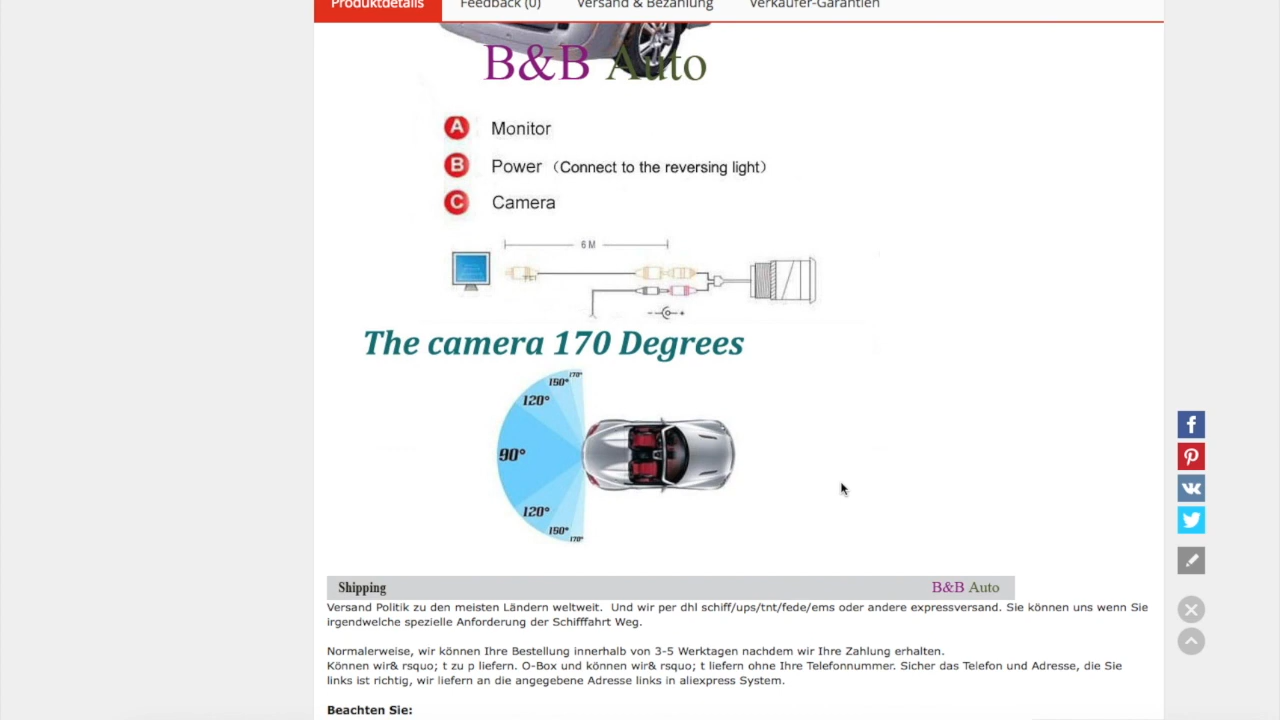 Produktdetails Feedback (0) Versand & Bezahlung Verkäufer-Garantien
B&B Auto
A Monitor
B Power (Connect to the reversing light)
C Camera
6 M
The camera 170 Degrees
170°
150°
120°
90°
120°
150°
170°
Shipping B&B Auto
Versand Politik zu den meisten Ländern weltweit. Und wir per dhl schiff/ups/tnt/fede/ems oder andere expressversand. Sie können uns wenn Sie
irgendwelche spezielle Anforderung der Schifffahrt Weg.
Normalerweise, wir können Ihre Bestellung innerhalb von 3-5 Werktagen nachdem wir Ihre Zahlung erhalten.
Können wir& rsquo; t zu p liefern. O-Box und können wir& rsquo; t liefern ohne Ihre Telefonnummer. Sicher das Telefon und Adresse, die Sie
links ist richtig, wir liefern an die angegebene Adresse links in aliexpress System.
Beachten Sie: